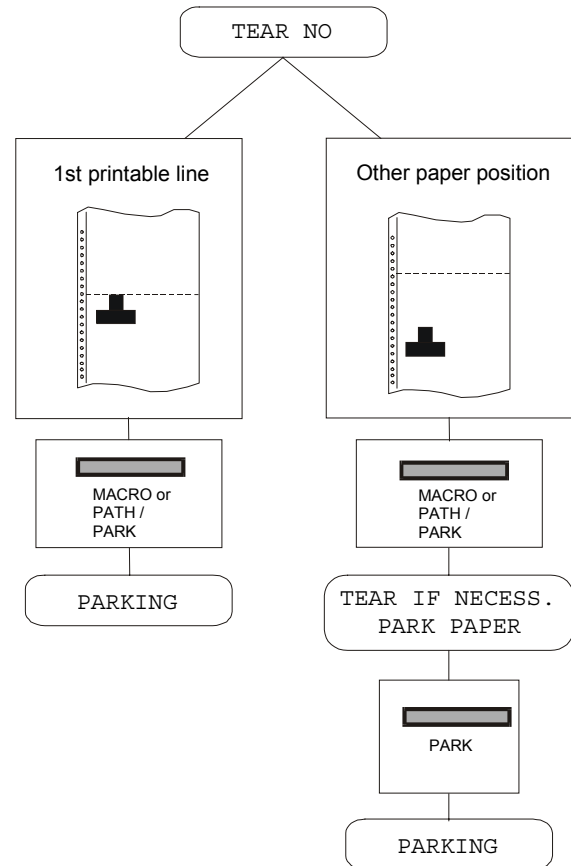 TEAR NO
1st printable line
MACRO or
PATH /
PARK
PARKING
Other paper position
MACRO or
PATH /
PARK
TEAR IF NECESS.
PARK PAPER
PARK
PARKING